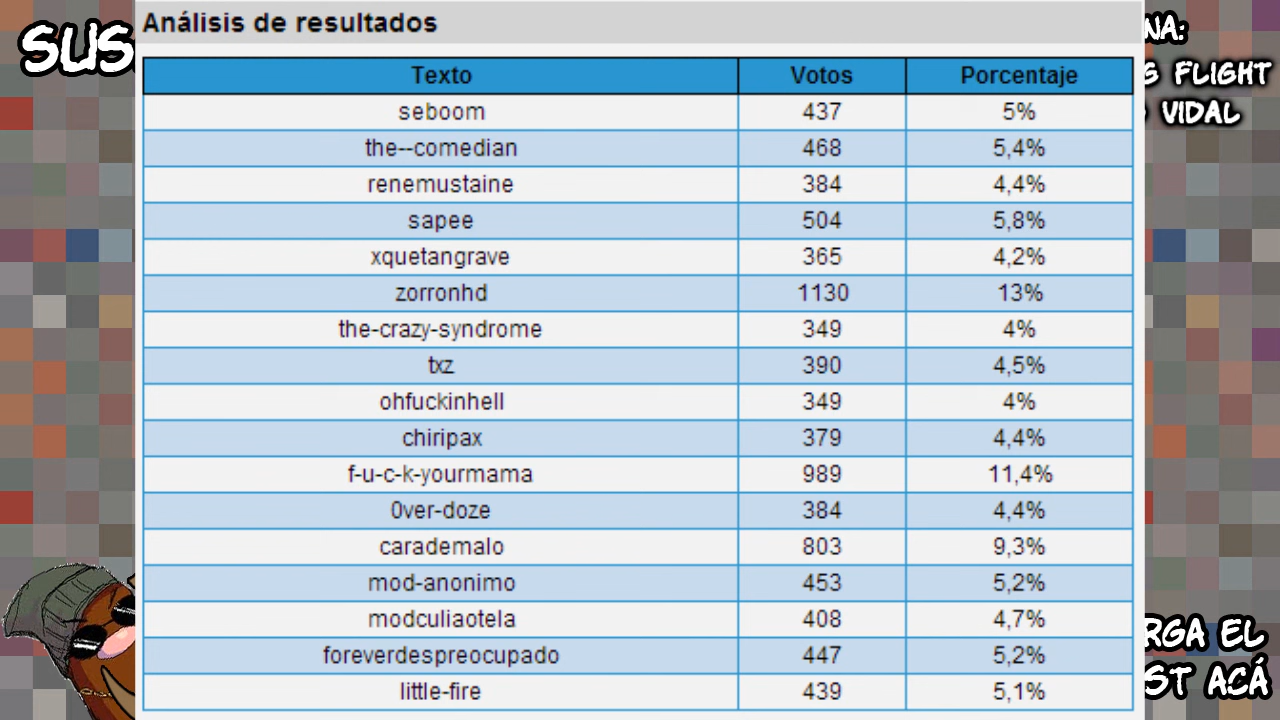 SUS
Análisis de resultados
NA:
G FLIGHT
VIDAL
Texto Votos Porcentaje
seboom 437 5%
the--comedian 468 5,4%
renemustaine 384 4,4%
sapee 504 5,8%
xquetangrave 365 4,2%
zorronhd 1130 13%
the-crazy-syndrome 349 4%
txz 390 4,5%
ohfuckinhell 349 4%
chiripax 379 4,4%
f-u-c-k-yourmama 989 11,4%
0ver-doze 384 4,4%
carademalo 803 9,3%
mod-anonimo 453 5,2%
modculiaotela 408 4,7%
foreverdespreocupado 447 5,2%
little-fire 439 5,1%
RGA EL
ST ACÁ